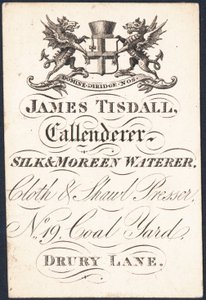 DOMINE DIRIGE NOS.
JAMES TISDALL,
Callenderer,
SILK & MOREEN WATERER,
Cloth & Shawl Presser,
No. 19, Coal Yard,
DRURY LANE.